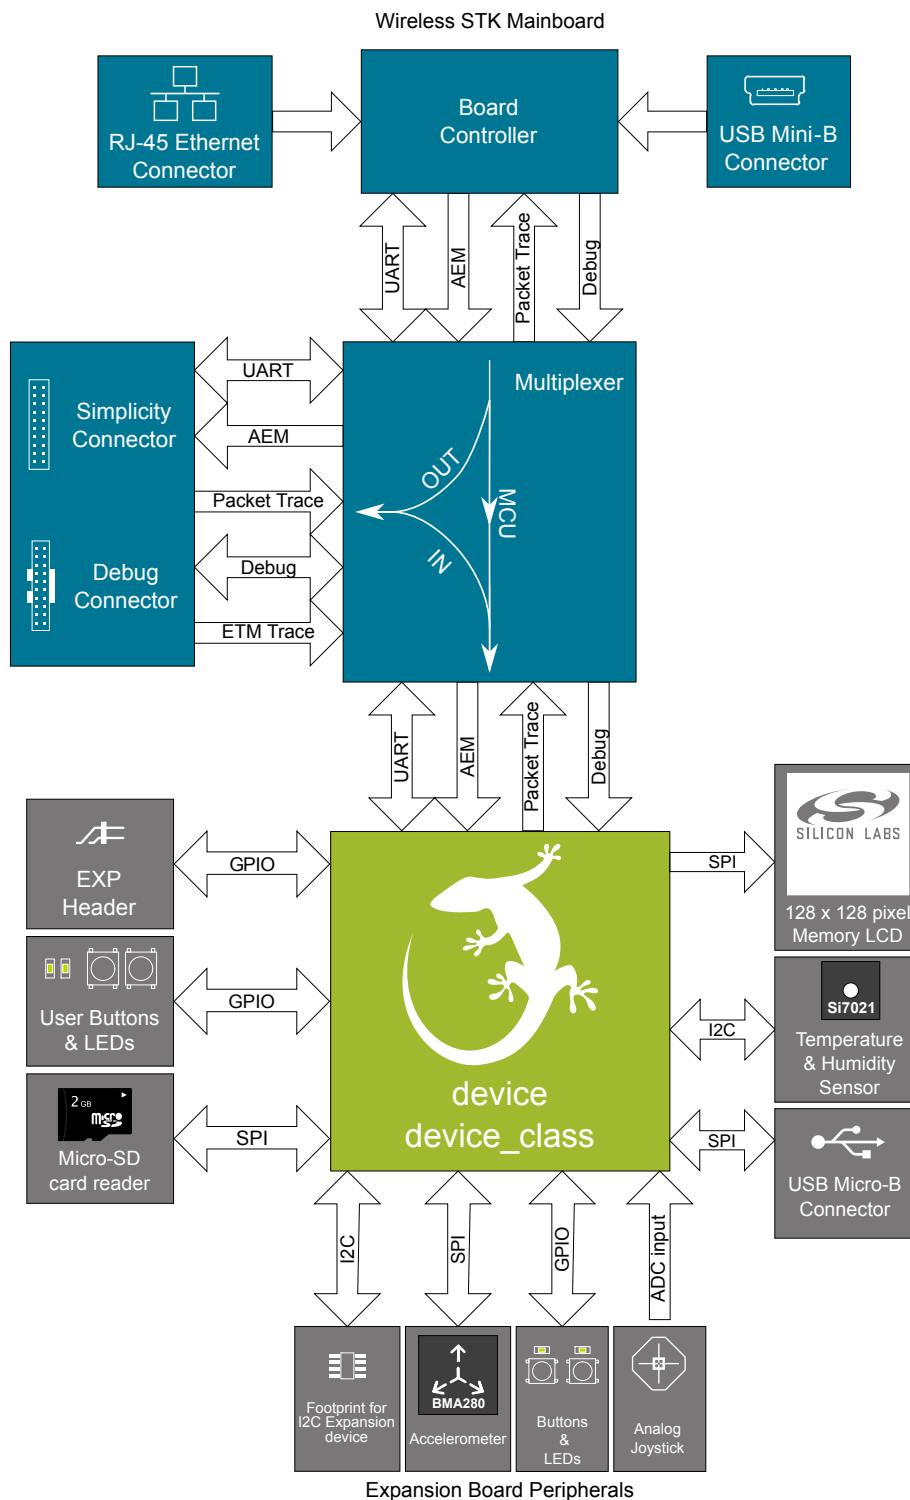 Wireless STK Mainboard
RJ-45 Ethernet
Connector
Board
Controller
USB Mini-B
Connector
UART
AEM
Packet Trace
Debug
Simplicity
Connector
Debug
Connector
UART
AEM
Packet Trace
Debug
ETM Trace
Multiplexer
OUT
MCU
IN
UART
AEM
Packet Trace
Debug
EXP
Header
GPIO
User Buttons
& LEDs
GPIO
2 GB
micro
Micro-SD
card reader
SPI
device
device_class
SPI
SILICON LABS
128 x 128 pixel
Memory LCD
I2C
Si7021
Temperature
& Humidity
Sensor
SPI
USB Micro-B
Connector
I2C
SPI
GPIO
ADC input
Footprint for
I2C Expansion
device
BMA280
Accelerometer
Buttons
&
LEDs
Analog
Joystick
Expansion Board Peripherals